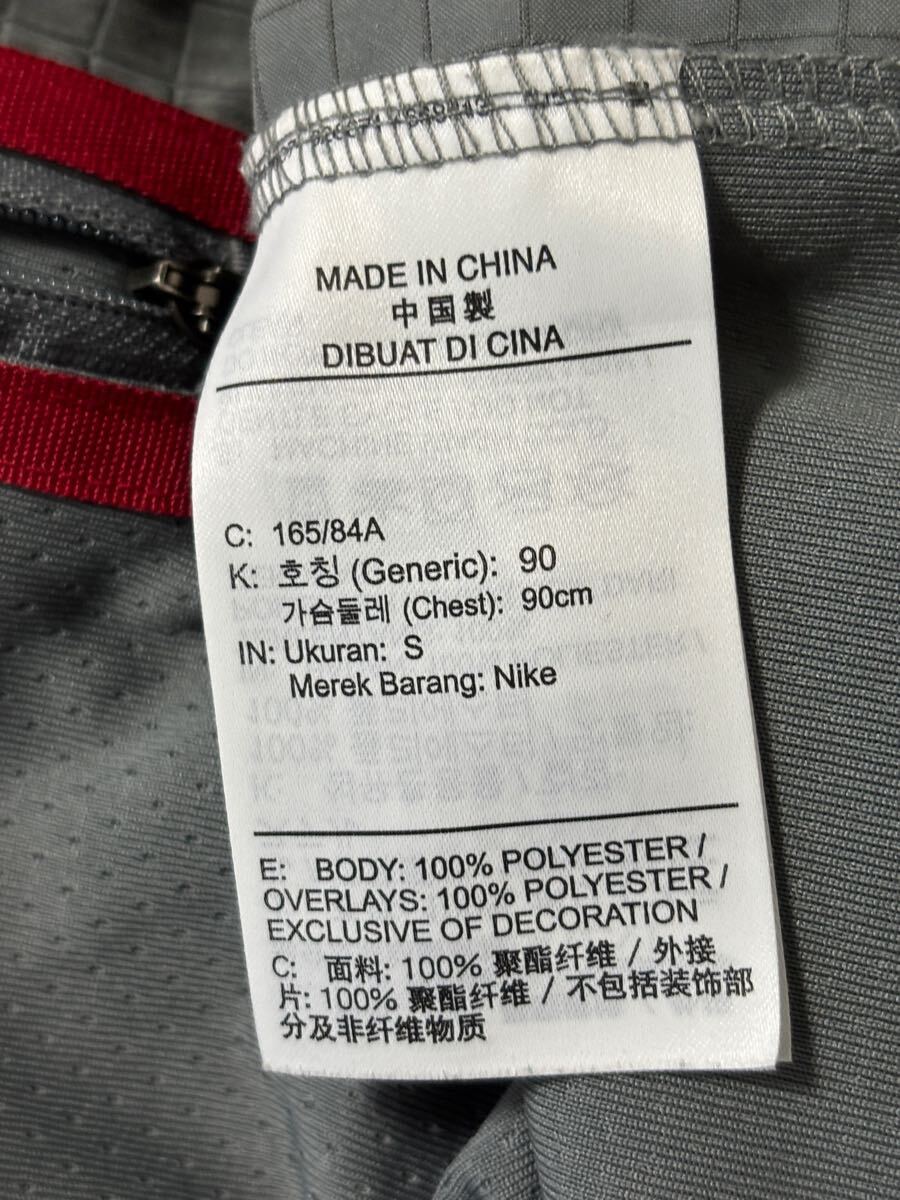 MADE IN CHINA
中国製
DIBUAT DI CINA
C: 165/84A
K: 호칭 (Generic): 90
가슴둘레 (Chest): 90cm
IN: Ukuran: S
Merek Barang: Nike
E: BODY: 100% POLYESTER /
OVERLAYS: 100% POLYESTER /
EXCLUSIVE OF DECORATION
C: 面料: 100% 聚酯纤维 / 外接
片: 100% 聚酯纤维 / 不包括装饰部
分及非纤维物质